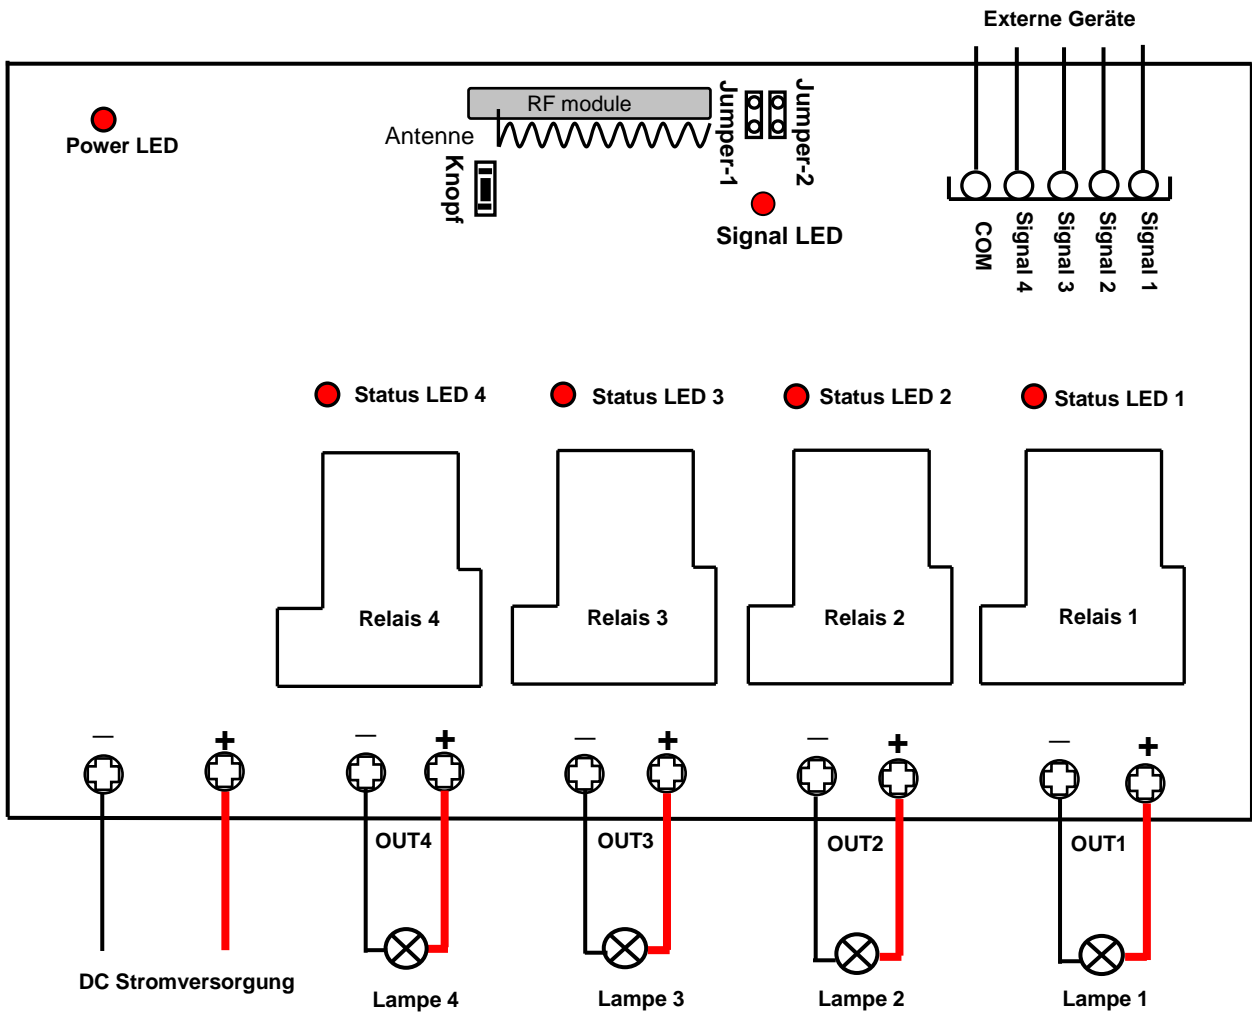 Externe Geräte
RF module
Antenne
Power LED
Jumper-1
Jumper-2
Knopf
Signal LED
COM
Signal 4
Signal 3
Signal 2
Signal 1
Status LED 4
Status LED 3
Status LED 2
Status LED 1
Relais 4
Relais 3
Relais 2
Relais 1
– + – + – + – + – +
OUT4
OUT3
OUT2
OUT1
DC Stromversorgung
Lampe 4
Lampe 3
Lampe 2
Lampe 1